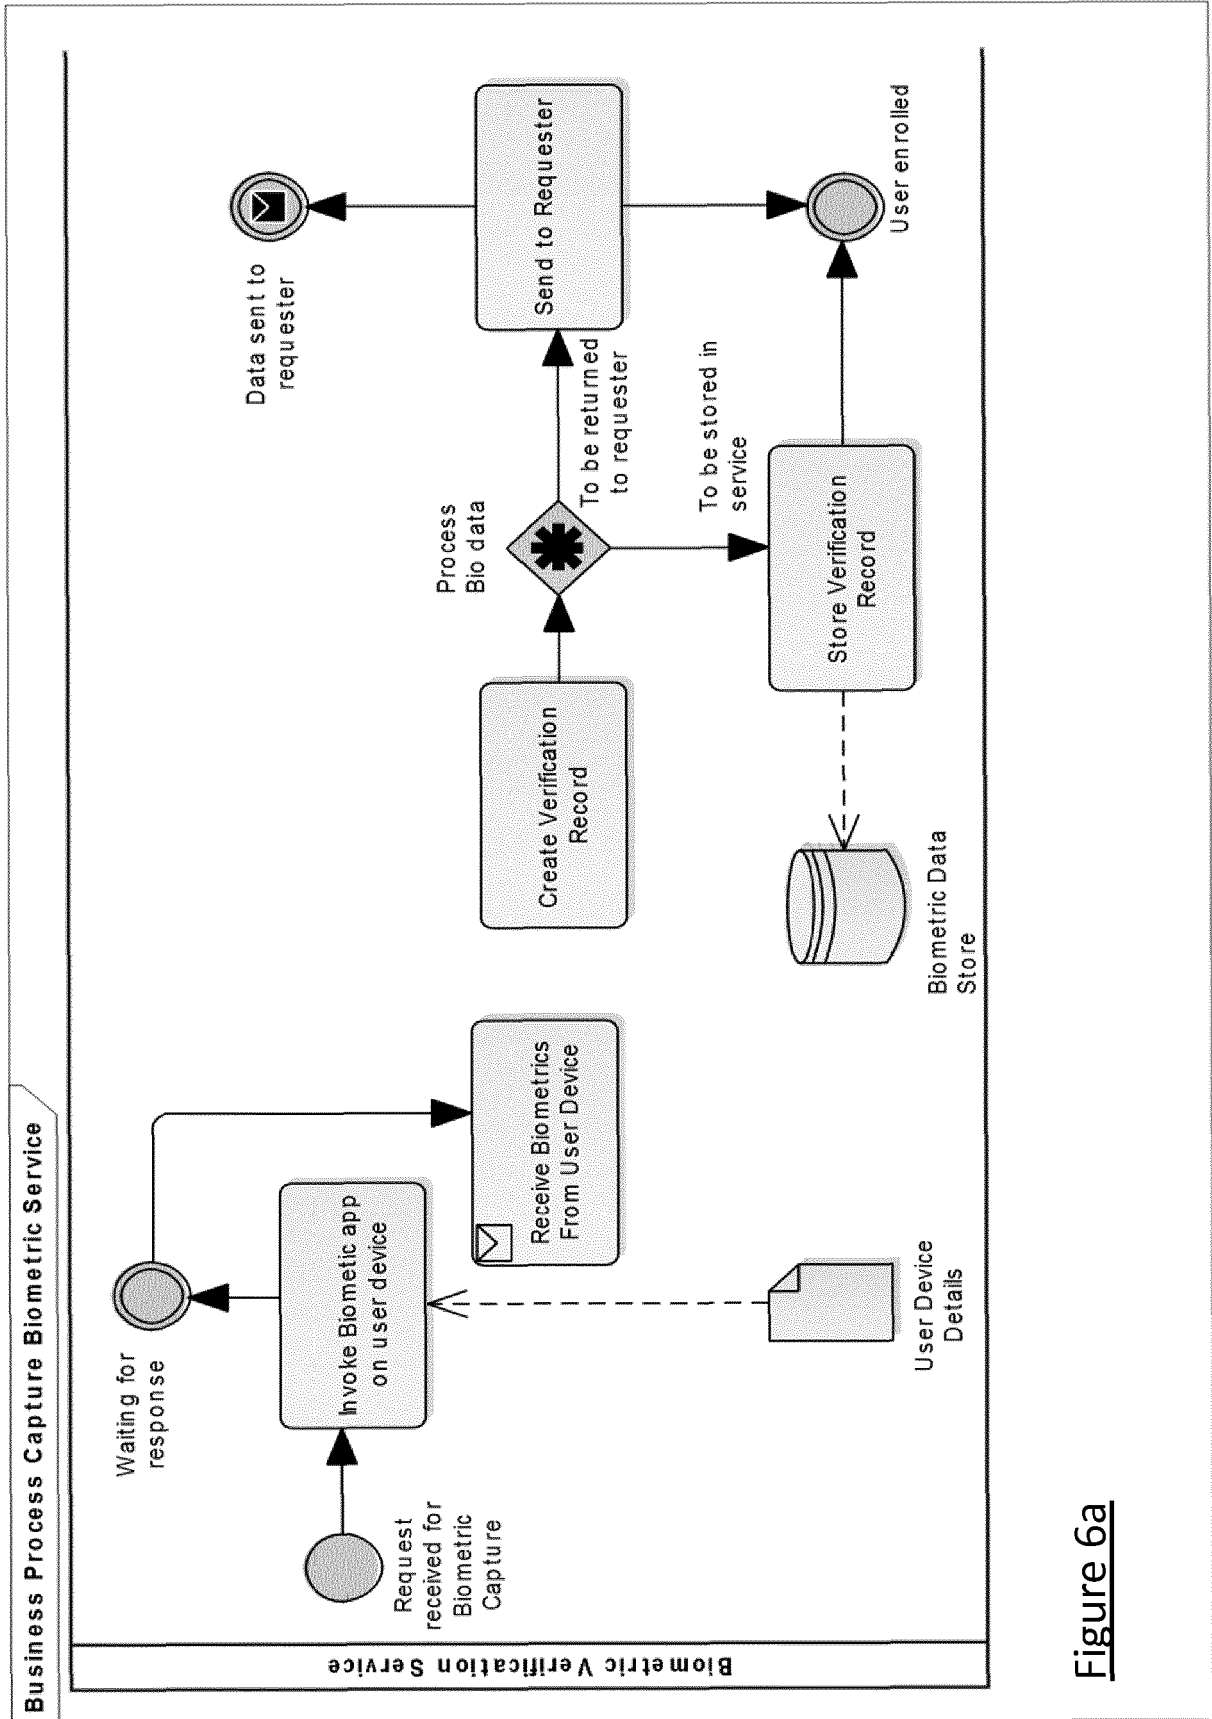 Business Process Capture Biometric Service
Biometric Verification Service
Request
received for
Biometric
Capture
Waiting for
response
Invoke Biometic app
on user device
Receive Biometrics
From User Device
User Device
Details
Create Verification
Record
Process
Bio data
To be returned
to requester
To be stored in
service
Store Verification
Record
Biometric Data
Store
Data sent to
requester
Send to Requester
User enrolled
Figure 6a